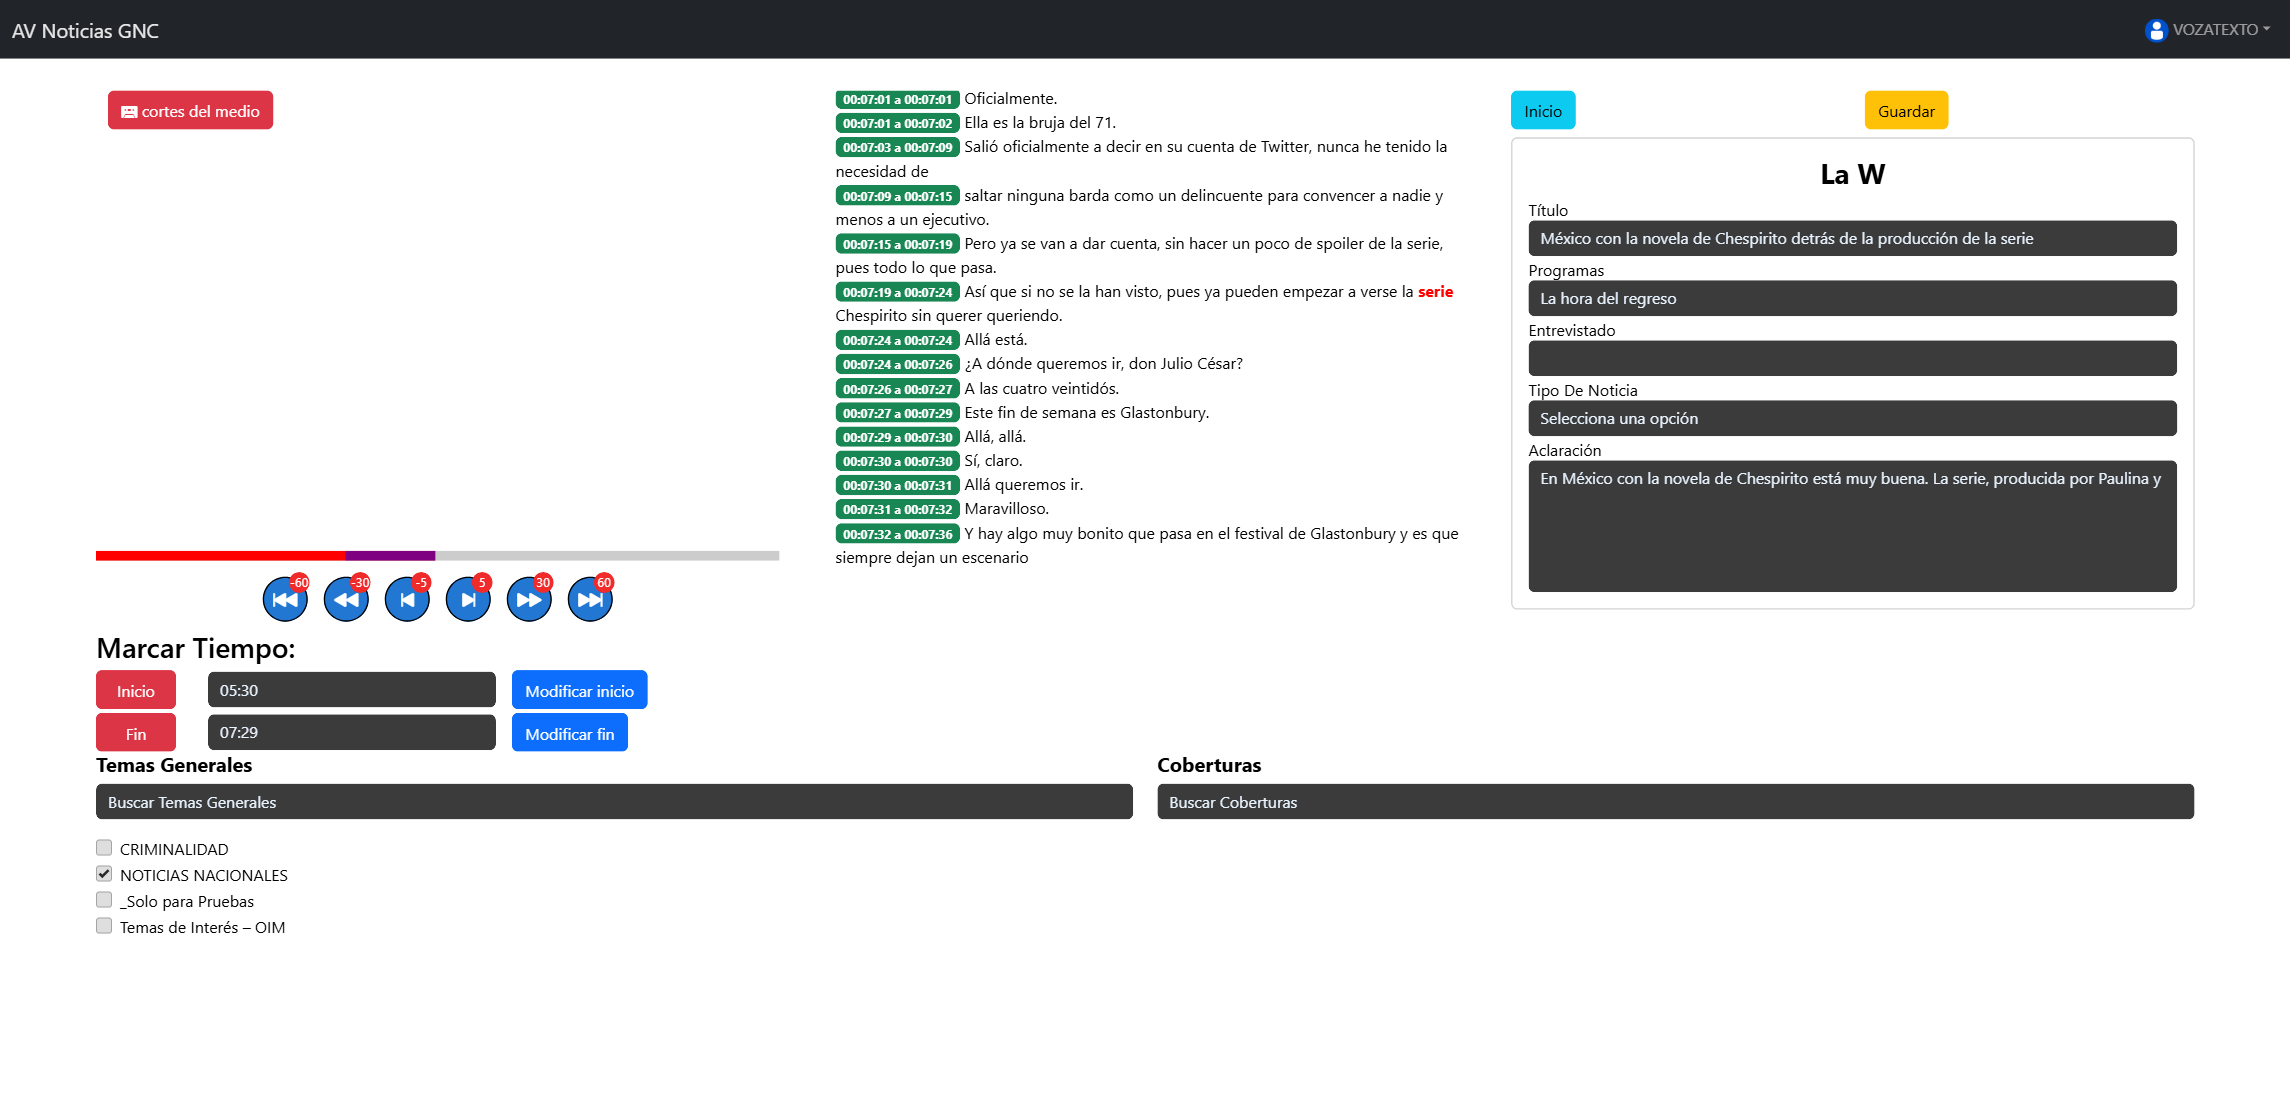 AV Noticias GNC
VOZATEXTO
cortes del medio
-60
-30
-5
5
30
60
Marcar Tiempo:
Inicio 05:30 Modificar inicio
Fin 07:29 Modificar fin
00:07:01 a 00:07:01 Oficialmente.
00:07:01 a 00:07:02 Ella es la bruja del 71.
00:07:03 a 00:07:09 Salió oficialmente a decir en su cuenta de Twitter, nunca he tenido la
necesidad de
00:07:09 a 00:07:15 saltar ninguna barda como un delincuente para convencer a nadie y
menos a un ejecutivo.
00:07:15 a 00:07:19 Pero ya se van a dar cuenta, sin hacer un poco de spoiler de la serie,
pues todo lo que pasa.
00:07:19 a 00:07:24 Así que si no se la han visto, pues ya pueden empezar a verse la serie
Chespirito sin querer queriendo.
00:07:24 a 00:07:24 Allá está.
00:07:24 a 00:07:26 ¿A dónde queremos ir, don Julio César?
00:07:26 a 00:07:27 A las cuatro veintidós.
00:07:27 a 00:07:29 Este fin de semana es Glastonbury.
00:07:29 a 00:07:30 Allá, allá.
00:07:30 a 00:07:30 Sí, claro.
00:07:30 a 00:07:31 Allá queremos ir.
00:07:31 a 00:07:32 Maravilloso.
00:07:32 a 00:07:36 Y hay algo muy bonito que pasa en el festival de Glastonbury y es que
siempre dejan un escenario
Inicio
Guardar
La W
Título
México con la novela de Chespirito detrás de la producción de la serie
Programas
La hora del regreso
Entrevistado
Tipo De Noticia
Selecciona una opción
Aclaración
En México con la novela de Chespirito está muy buena. La serie, producida por Paulina y
Temas Generales
Buscar Temas Generales
CRIMINALIDAD
NOTICIAS NACIONALES
_Solo para Pruebas
Temas de Interés – OIM
Coberturas
Buscar Coberturas